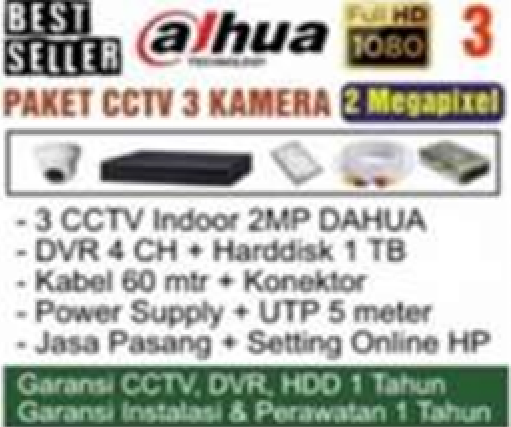 BEST
SELLER
alhua
TECHNOLOGY
Full HD
1080
3
PAKET CCTV 3 KAMERA 2 Megapixel
- 3 CCTV Indoor 2MP DAHUA
- DVR 4 CH + Harddisk 1 TB
- Kabel 60 mtr + Konektor
- Power Supply + UTP 5 meter
- Jasa Pasang + Setting Online HP
Garansi CCTV, DVR, HDD 1 Tahun
Garansi Instalasi & Perawatan 1 Tahun